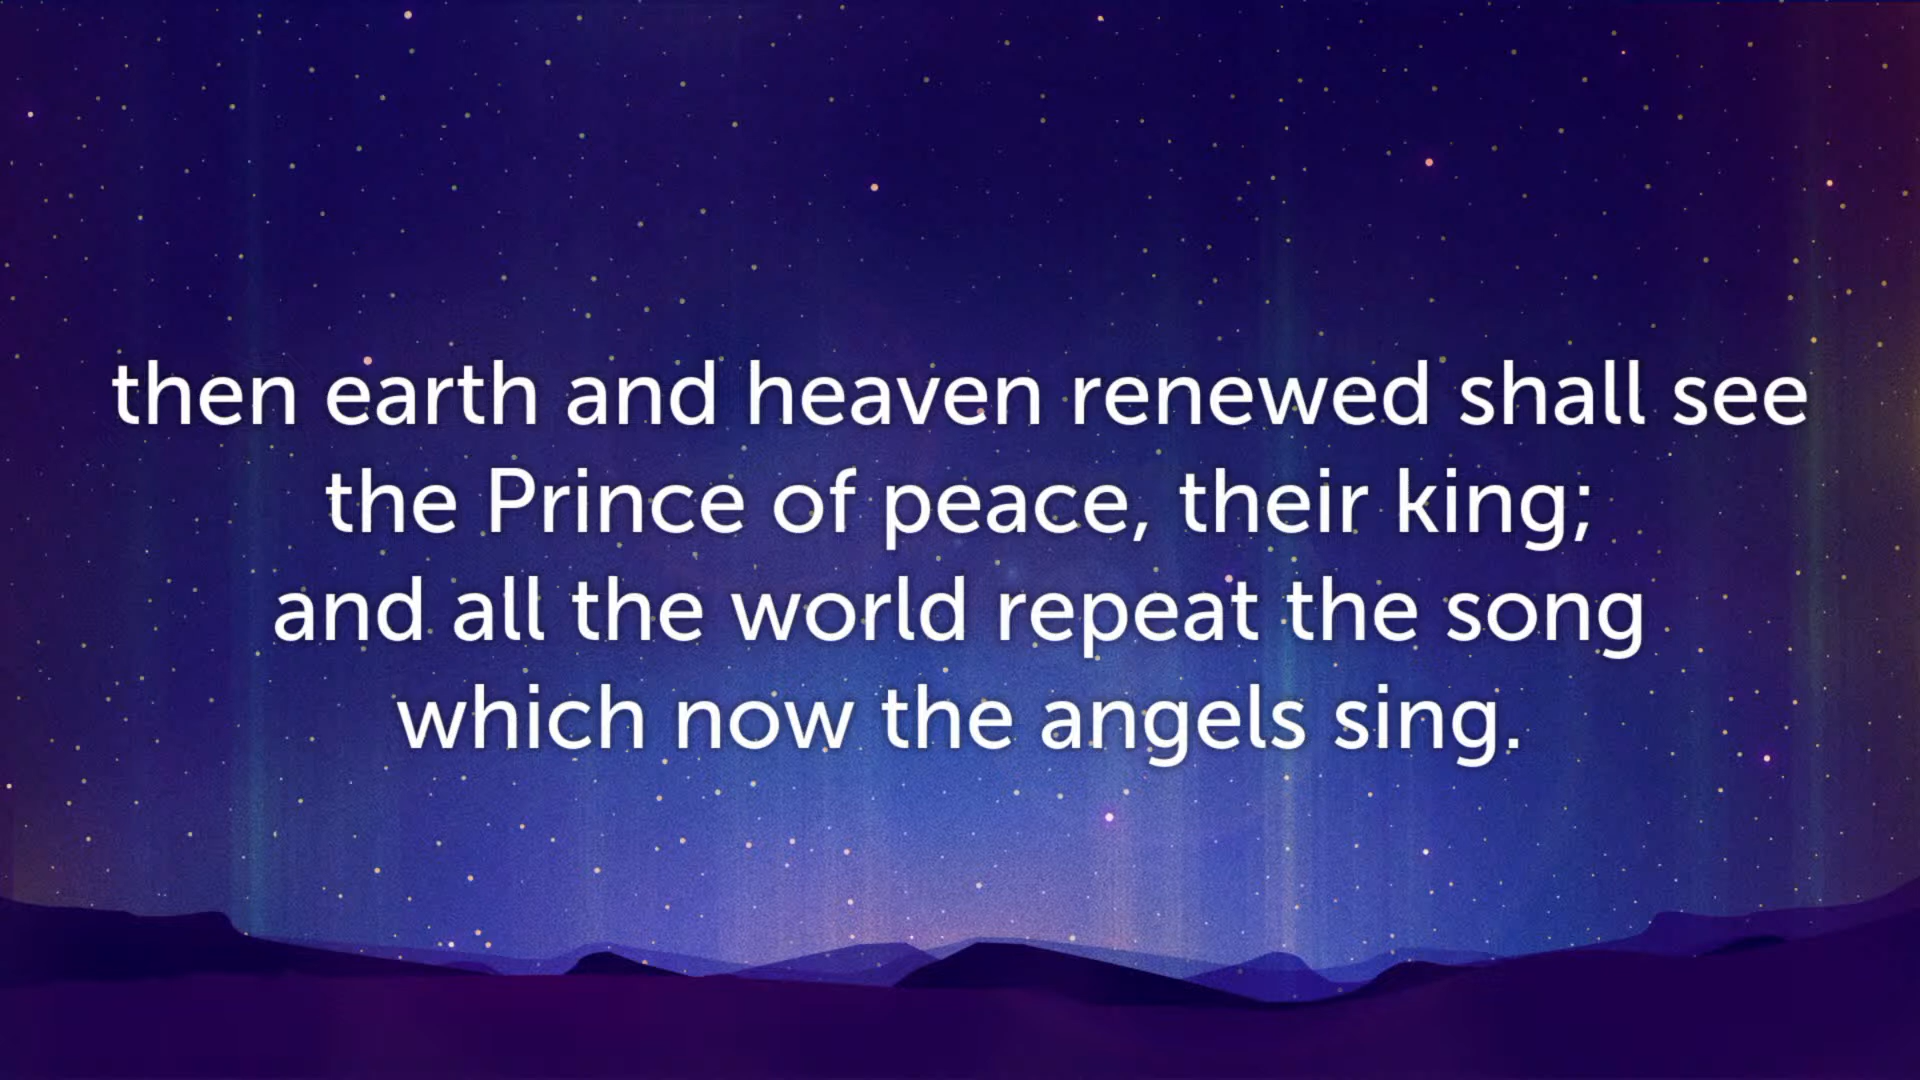 then earth and heaven renewed shall see
the Prince of peace, their king;
and all the world repeat the song
which now the angels sing.